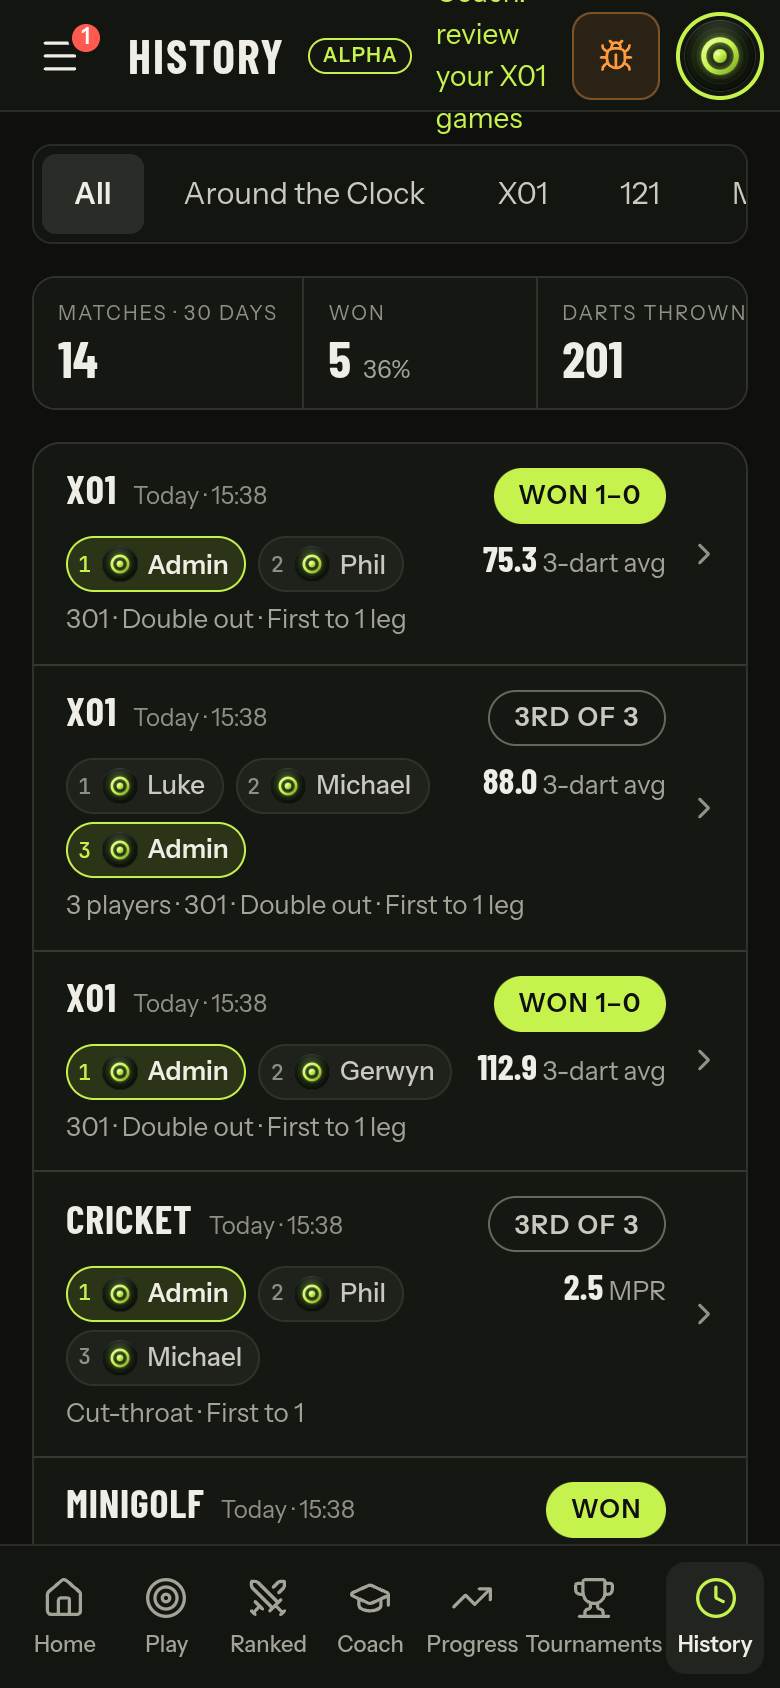 1
HISTORY
ALPHA
review
your X01
games
All
Around the Clock
X01
121
MATCHES · 30 DAYS
14
WON
5 36%
DARTS THROWN
201
X01 Today · 15:38
WON 1–0
1 Admin
2 Phil
75.3 3-dart avg
301 · Double out · First to 1 leg
X01 Today · 15:38
3RD OF 3
1 Luke
2 Michael
88.0 3-dart avg
3 Admin
3 players · 301 · Double out · First to 1 leg
X01 Today · 15:38
WON 1–0
1 Admin
2 Gerwyn
112.9 3-dart avg
301 · Double out · First to 1 leg
CRICKET Today · 15:38
3RD OF 3
1 Admin
2 Phil
2.5 MPR
3 Michael
Cut-throat · First to 1
MINIGOLF Today · 15:38
WON
Home
Play
Ranked
Coach
Progress
Tournaments
History